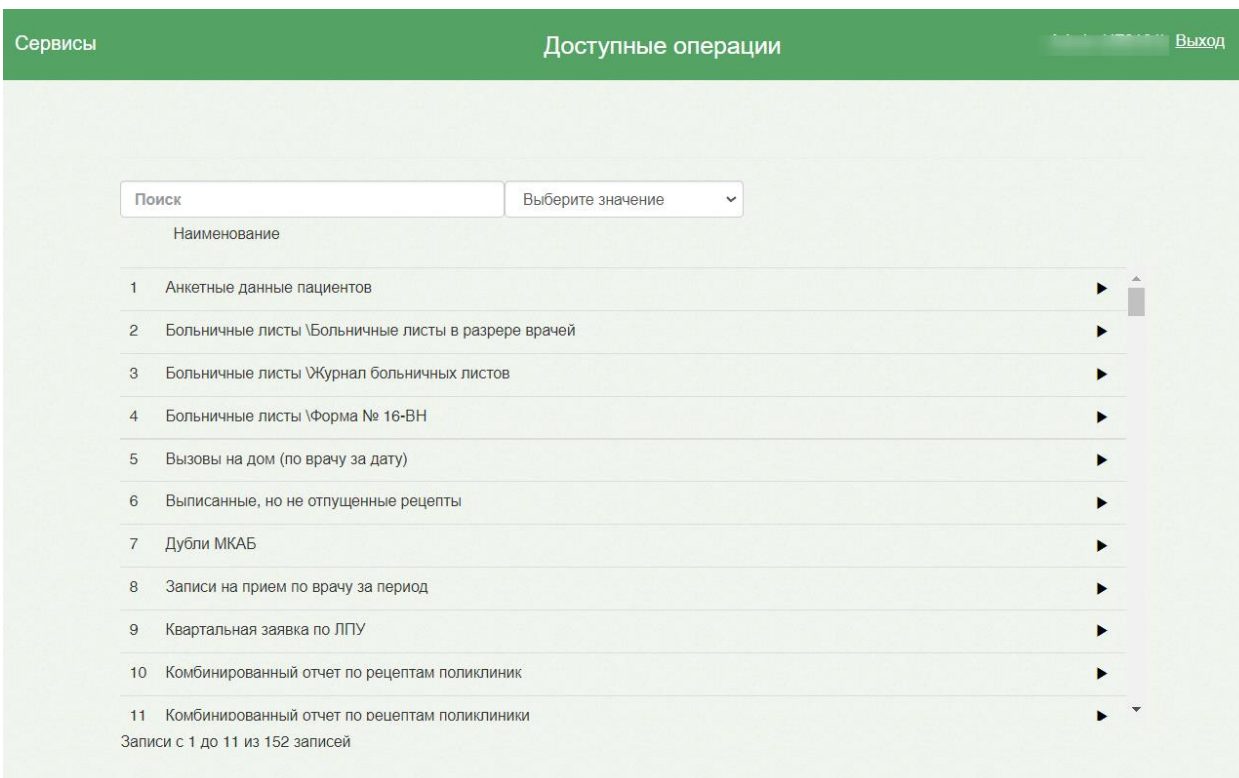 Сервисы
Доступные операции
Выход
Поиск
Выберите значение
Наименование
1 Анкетные данные пациентов
2 Больничные листы \Больничные листы в разрере врачей
3 Больничные листы \Журнал больничных листов
4 Больничные листы \Форма № 16-ВН
5 Вызовы на дом (по врачу за дату)
6 Выписанные, но не отпущенные рецепты
7 Дубли МКАБ
8 Записи на прием по врачу за период
9 Квартальная заявка по ЛПУ
10 Комбинированный отчет по рецептам поликлиник
11 Комбинированный отчет по рецептам поликлиники
Записи с 1 до 11 из 152 записей